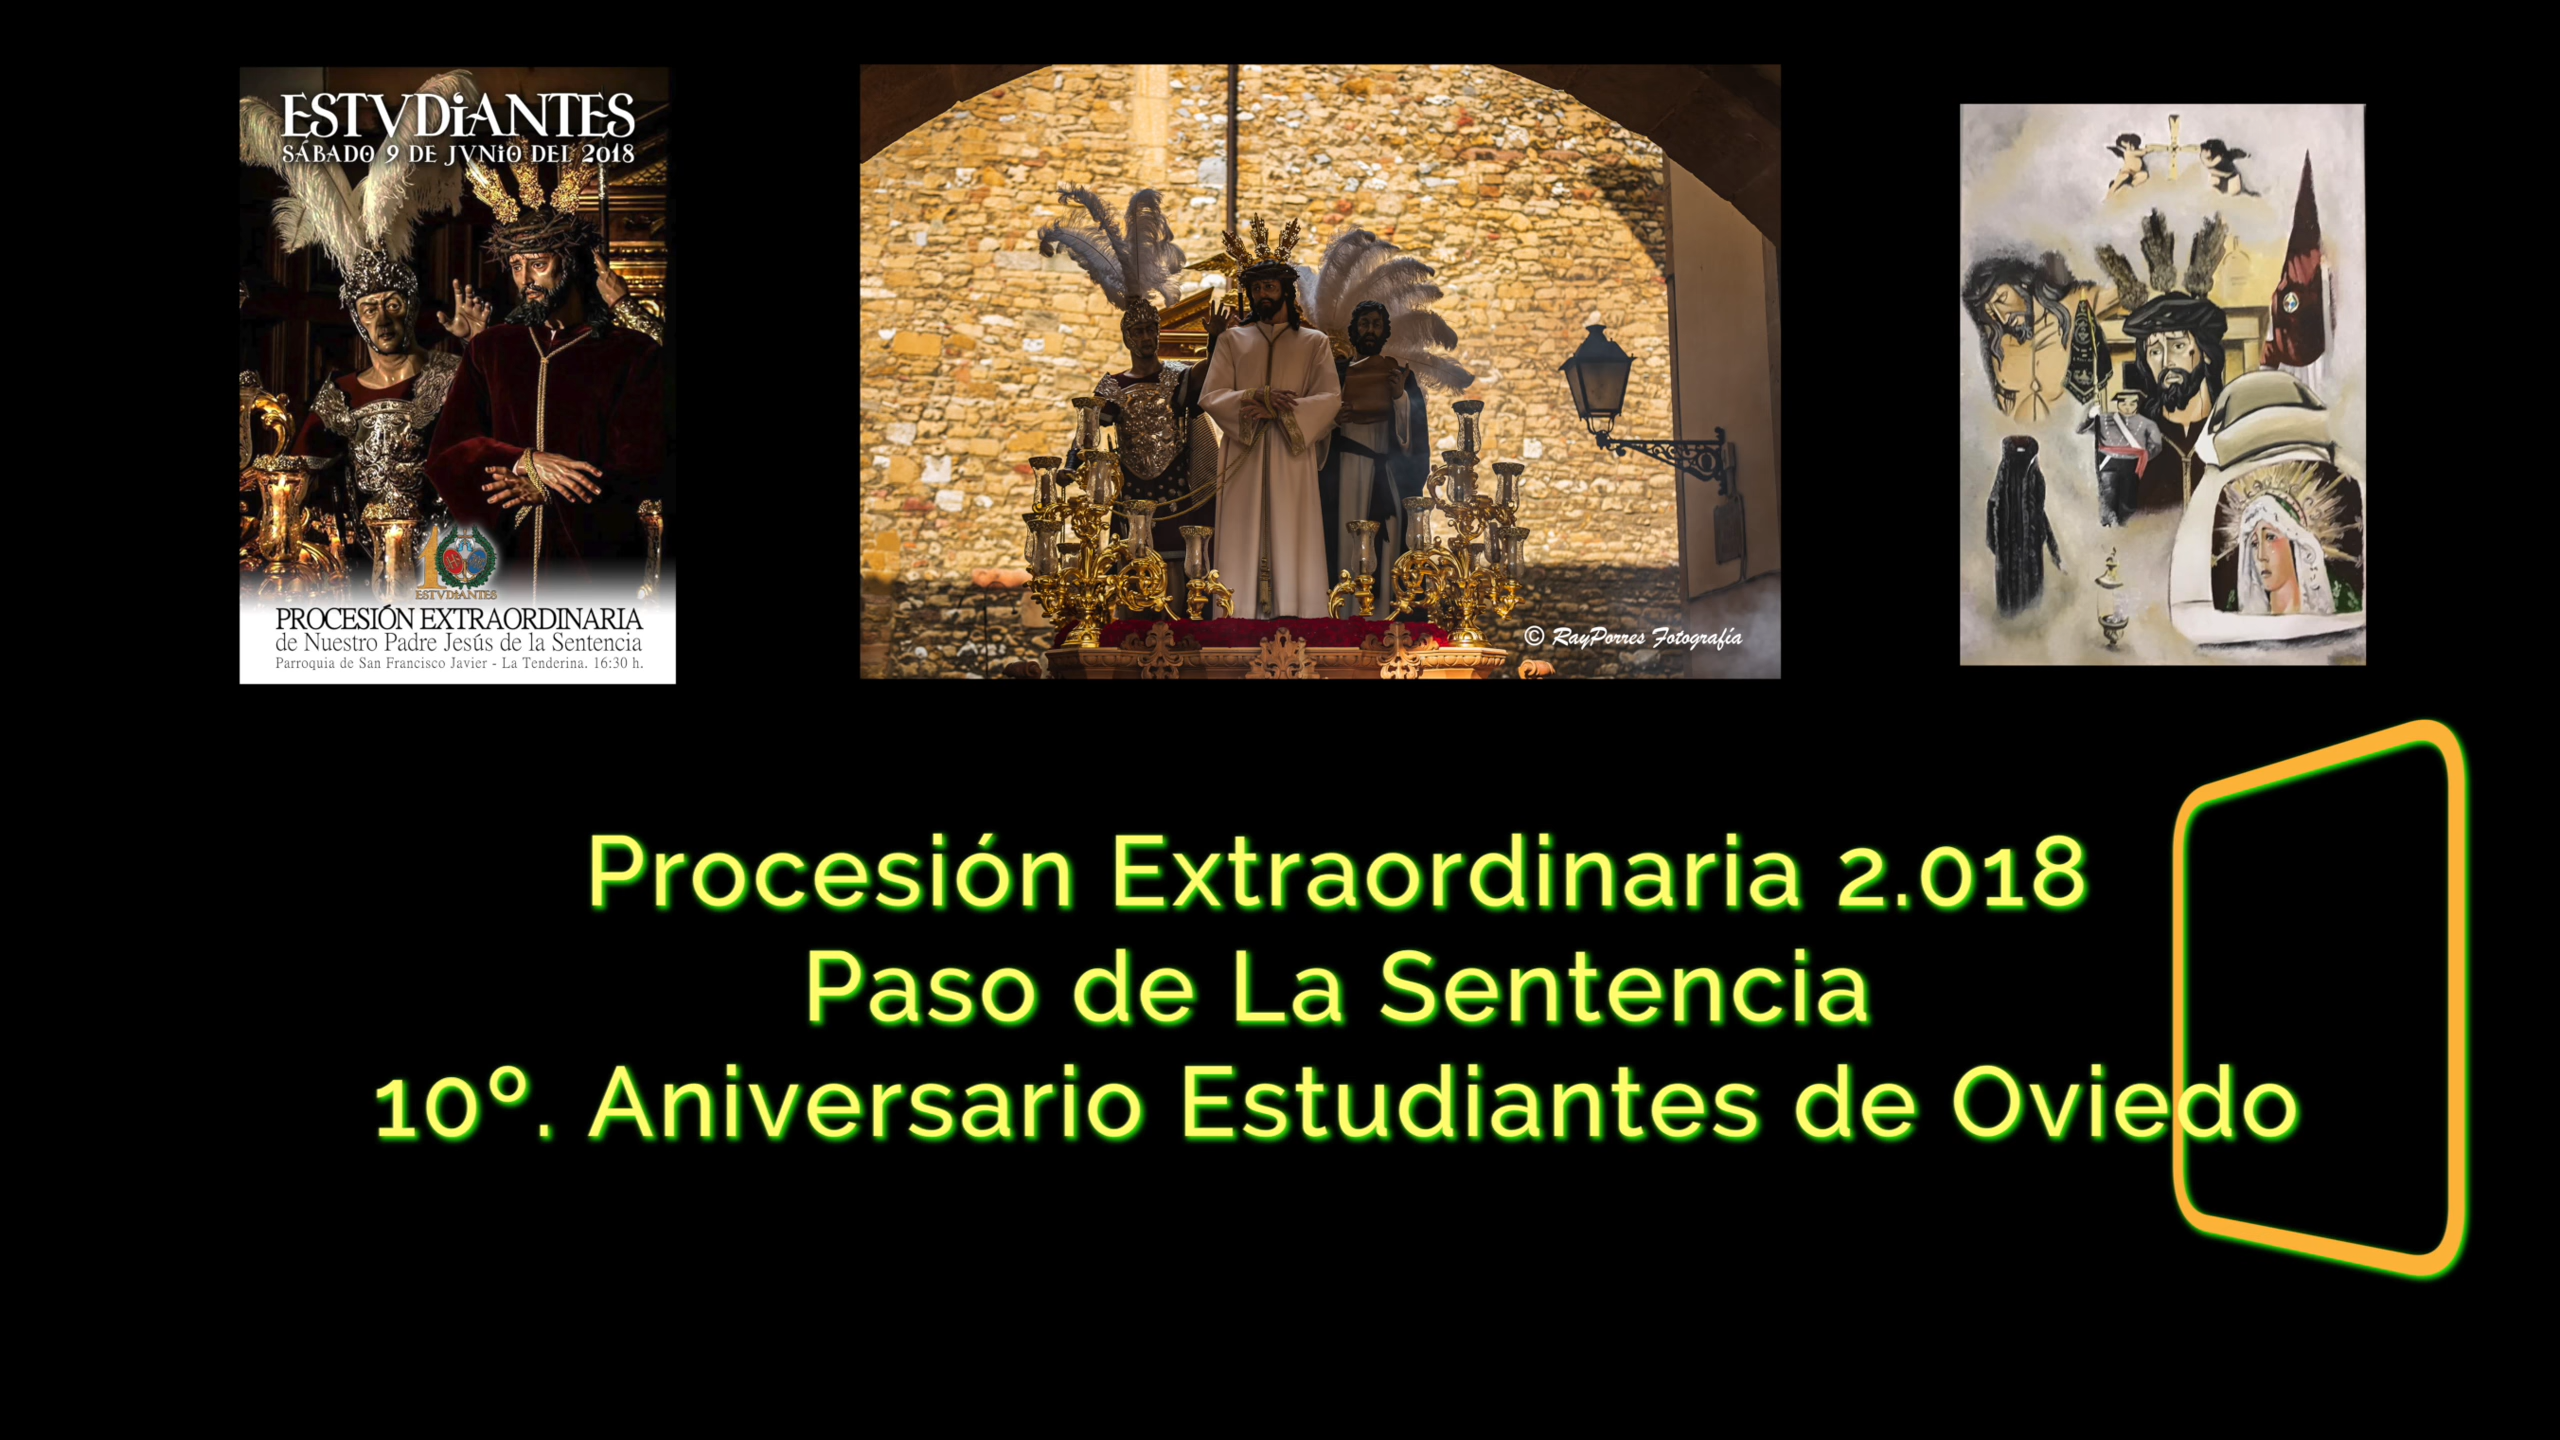 ESTVDiANTES
SÁBADO 9 DE JVNiO DEL 2018
ESTVDiANTES
PROCESIÓN EXTRAORDINARIA
de Nuestro Padre Jesús de la Sentencia
Parroquia de San Francisco Javier - La Tenderina. 16:30 h.
© RayPorres Fotografía
Procesión Extraordinaria 2.018
Paso de La Sentencia
10º. Aniversario Estudiantes de Oviedo